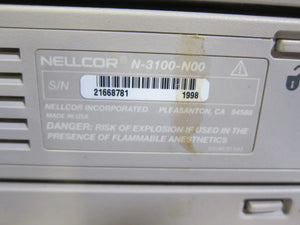 NELLCOR® N-3100-N00
S/N
21668781 1998
NELLCOR INCORPORATED PLEASANTON, CA 94588
MADE IN USA
DANGER: RISK OF EXPLOSION IF USED IN THE
PRESENCE OF FLAMMABLE ANESTHETICS